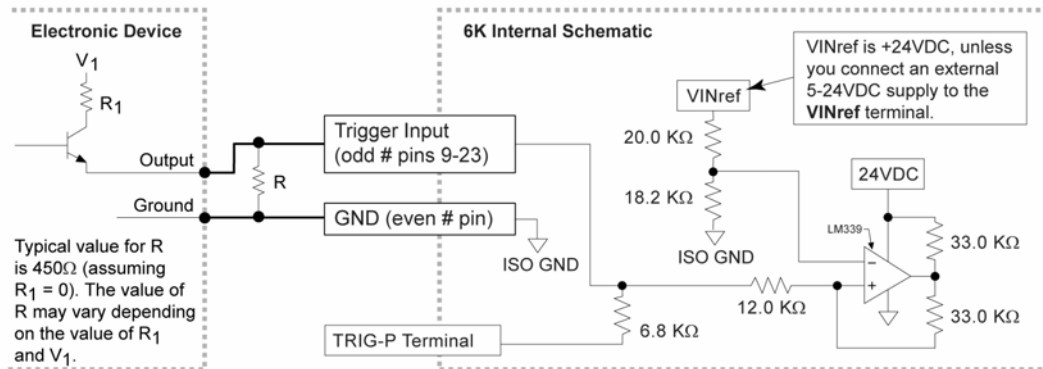 Electronic Device
V1
R1
Output
Ground
R
Typical value for R
is 450Ω (assuming
R1 = 0). The value of
R may vary depending
on the value of R1
and V1.
6K Internal Schematic
Trigger Input
(odd # pins 9-23)
GND (even # pin)
ISO GND
TRIG-P Terminal
6.8 KΩ
VINref
VINref is +24VDC, unless
you connect an external
5-24VDC supply to the
VINref terminal.
20.0 KΩ
18.2 KΩ
ISO GND
12.0 KΩ
24VDC
LM339
−
+
33.0 KΩ
33.0 KΩ